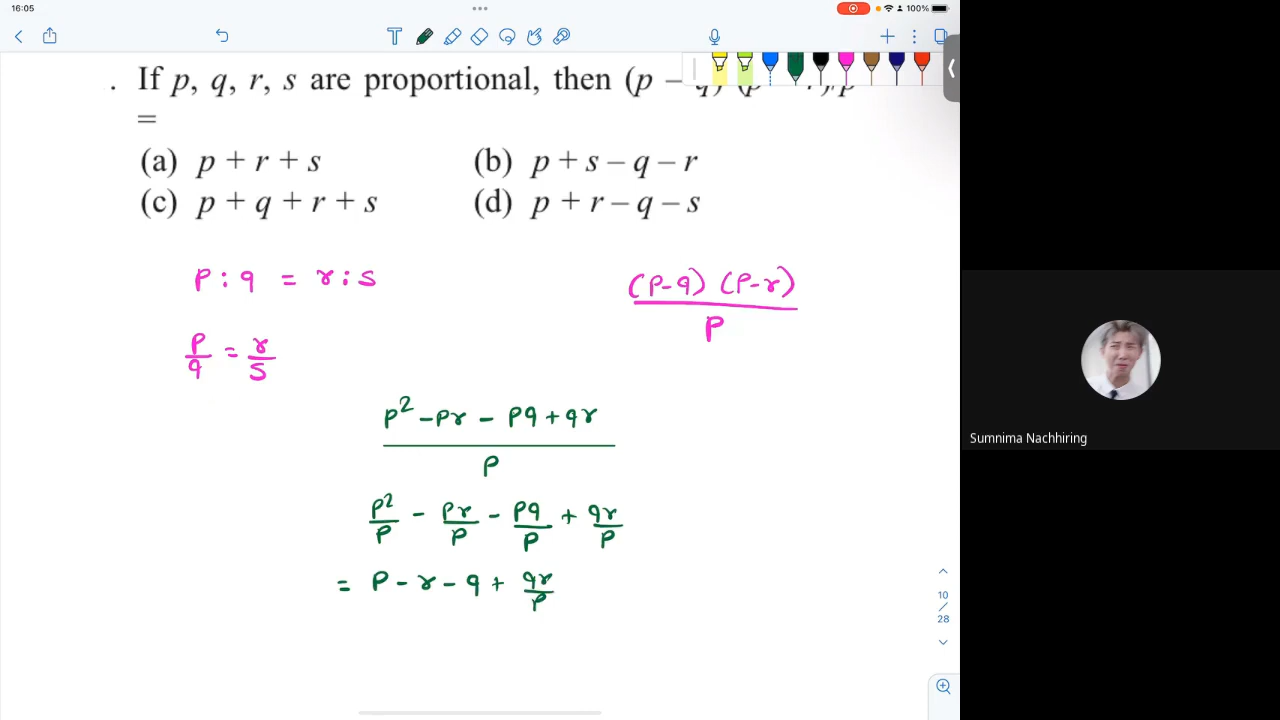 16:05
100%
. If p, q, r, s are proportional, then (p –
=
(a) p + r + s
(b) p + s – q – r
(c) p + q + r + s
(d) p + r – q – s
p : q = r : s
(p-q) (p-r)
p
p/q = r/s
p² - pr - pq + qr
p
p²/p - pr/p - pq/p + qr/p
= p - r - q + qr/p
10
/
28
Sumnima Nachhiring